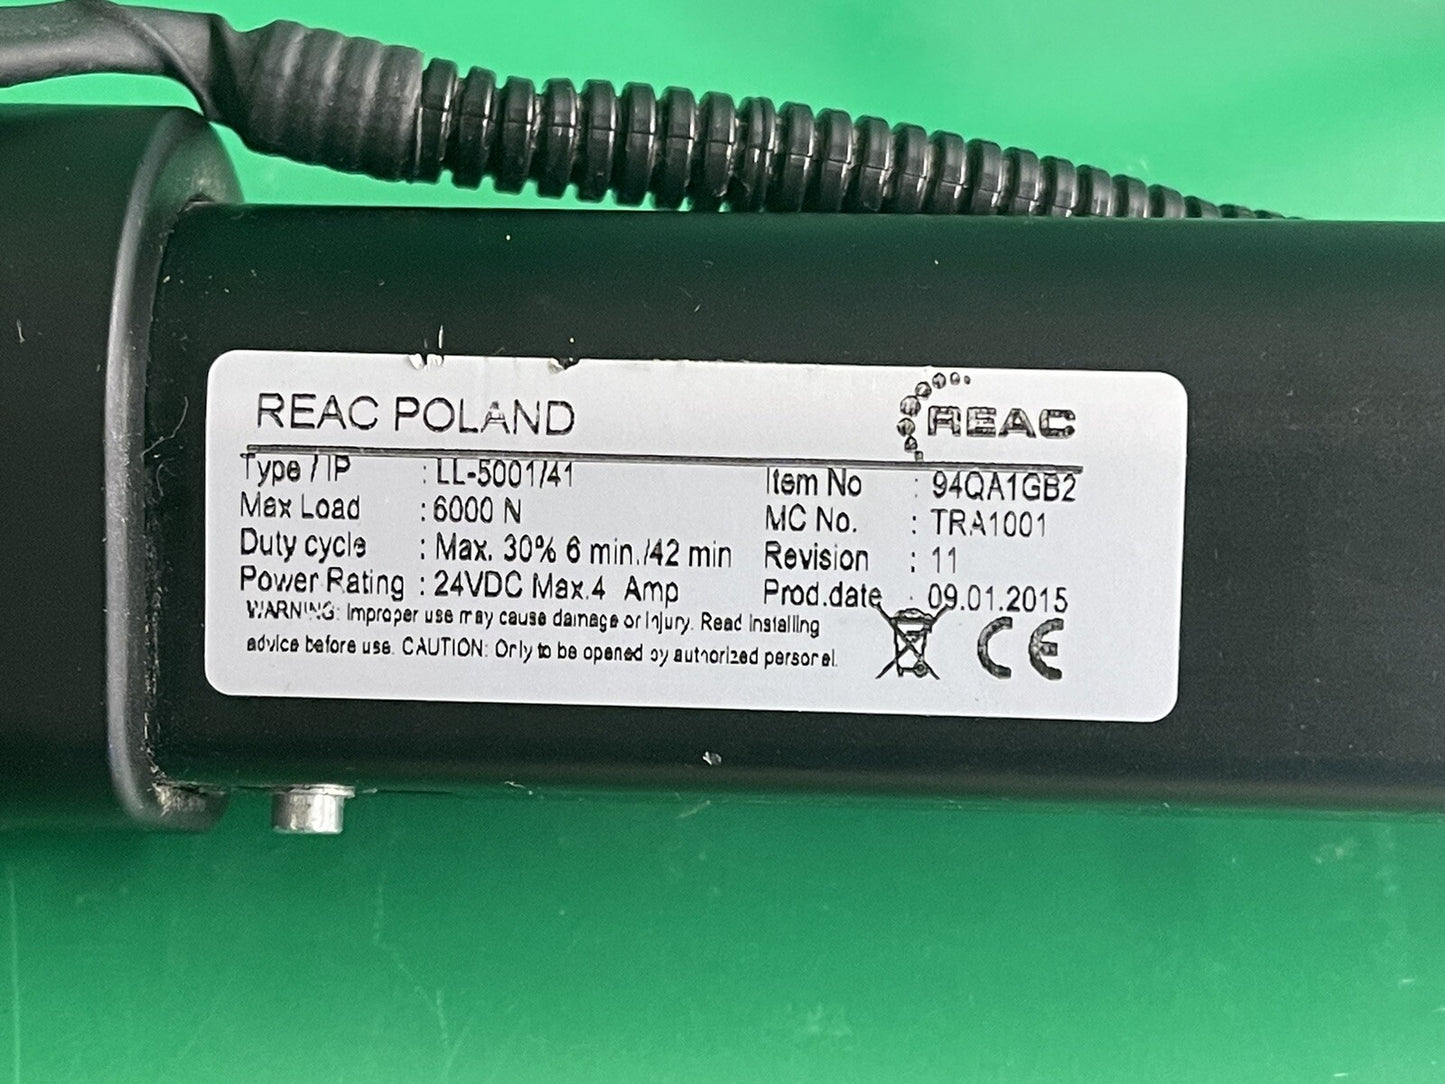 REAC POLAND
REAC
Type / IP : LL-5001/41
Max Load : 6000 N
Duty cycle : Max. 30% 6 min./42 min
Power Rating : 24VDC Max.4 Amp
Item No : 94QA1GB2
MC No. : TRA1001
Revision : 11
Prod.date : 09.01.2015
WARNING: Improper use may cause damage or injury. Read installing
advice before use. CAUTION: Only to be opened by authorized personel.
CE